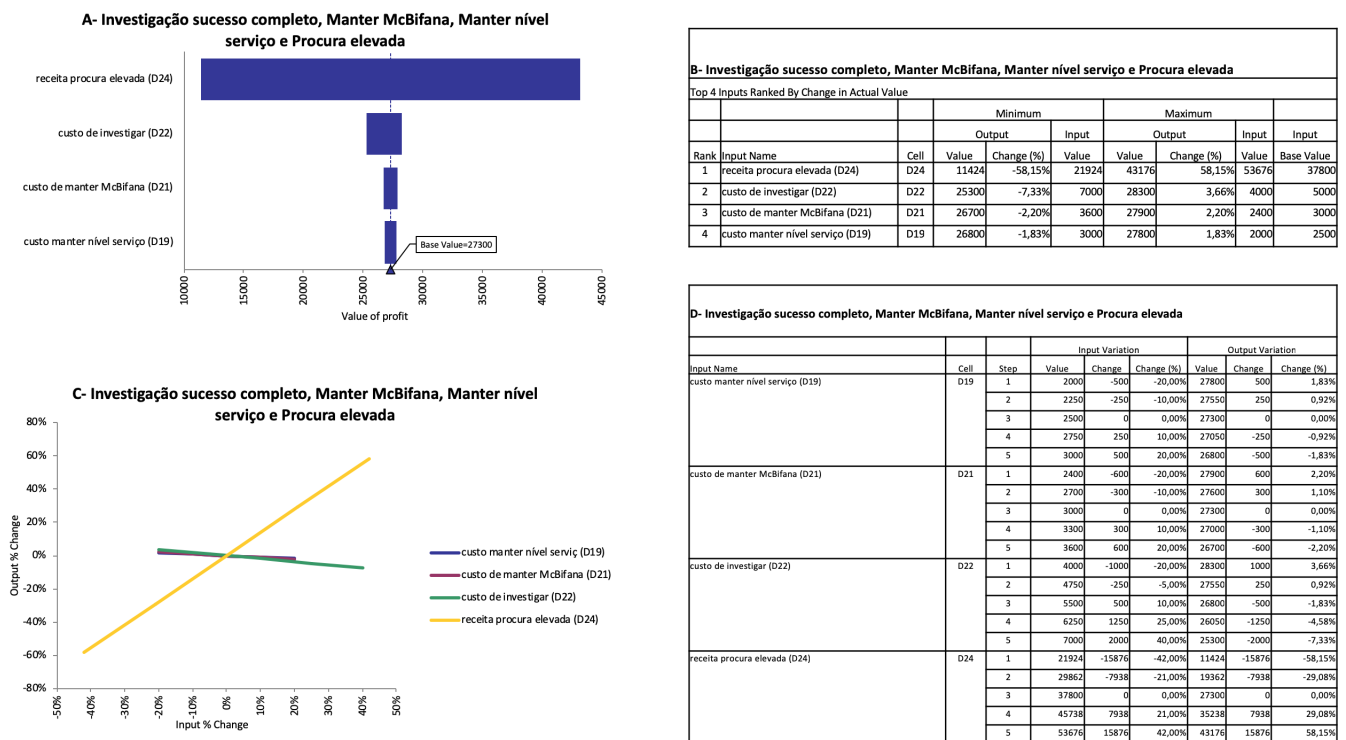 A- Investigação sucesso completo, Manter McBifana, Manter nível
serviço e Procura elevada
receita procura elevada (D24)
custo de investigar (D22)
custo de manter McBifana (D21)
custo manter nível serviço (D19)
Base Value=27300
10000 15000 20000 25000 30000 35000 40000 45000
Value of profit
B- Investigação sucesso completo, Manter McBifana, Manter nível serviço e Procura elevada
Top 4 Inputs Ranked By Change in Actual Value
Minimum Maximum
Output Input Output Input Input
Rank Input Name Cell Value Change (%) Value Value Change (%) Value Base Value
1 receita procura elevada (D24) D24 11424 -58,15% 21924 43176 58,15% 53676 37800
2 custo de investigar (D22) D22 25300 -7,33% 7000 28300 3,66% 4000 5000
3 custo de manter McBifana (D21) D21 26700 -2,20% 3600 27900 2,20% 2400 3000
4 custo manter nível serviço (D19) D19 26800 -1,83% 3000 27800 1,83% 2000 2500
C- Investigação sucesso completo, Manter McBifana, Manter nível
serviço e Procura elevada
80%
60%
40%
20%
0%
-20%
-40%
-60%
-80%
Output % Change
-50% -40% -30% -20% -10% 0% 10% 20% 30% 40% 50%
Input % Change
custo manter nível serviç (D19)
custo de manter McBifana (D21)
custo de investigar (D22)
receita procura elevada (D24)
D- Investigação sucesso completo, Manter McBifana, Manter nível serviço e Procura elevada
Input Variation Output Variation
Input Name Cell Step Value Change Change (%) Value Change Change (%)
custo manter nível serviço (D19) D19 1 2000 -500 -20,00% 27800 500 1,83%
2 2250 -250 -10,00% 27550 250 0,92%
3 2500 0 0,00% 27300 0 0,00%
4 2750 250 10,00% 27050 -250 -0,92%
5 3000 500 20,00% 26800 -500 -1,83%
custo de manter McBifana (D21) D21 1 2400 -600 -20,00% 27900 600 2,20%
2 2700 -300 -10,00% 27600 300 1,10%
3 3000 0 0,00% 27300 0 0,00%
4 3300 300 10,00% 27000 -300 -1,10%
5 3600 600 20,00% 26700 -600 -2,20%
custo de investigar (D22) D22 1 4000 -1000 -20,00% 28300 1000 3,66%
2 4750 -250 -5,00% 27550 250 0,92%
3 5500 500 10,00% 26800 -500 -1,83%
4 6250 1250 25,00% 26050 -1250 -4,58%
5 7000 2000 40,00% 25300 -2000 -7,33%
receita procura elevada (D24) D24 1 21924 -15876 -42,00% 11424 -15876 -58,15%
2 29862 -7938 -21,00% 19362 -7938 -29,08%
3 37800 0 0,00% 27300 0 0,00%
4 45738 7938 21,00% 35238 7938 29,08%
5 53676 15876 42,00% 43176 15876 58,15%